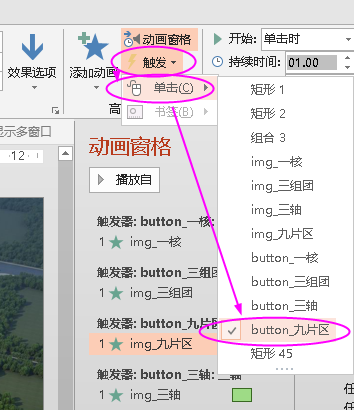 动画窗格
开始: 单击时
触发
持续时间: 01.00
效果选项
添加动画
高
单击(C)
书签(B)
显示多窗口
12
动画窗格
播放自
触发器: button_一核:
1 img_一核
触发器: button_三组团
1 img_三组团
触发器: button_九片区
1 img_九片区
触发器: button_三轴: 三轴
1 img_三轴
矩形 1
矩形 2
组合 3
img_一核
img_三组团
img_三轴
img_九片区
button_一核
button_三组团
button_三轴
button_九片区
矩形 45
任